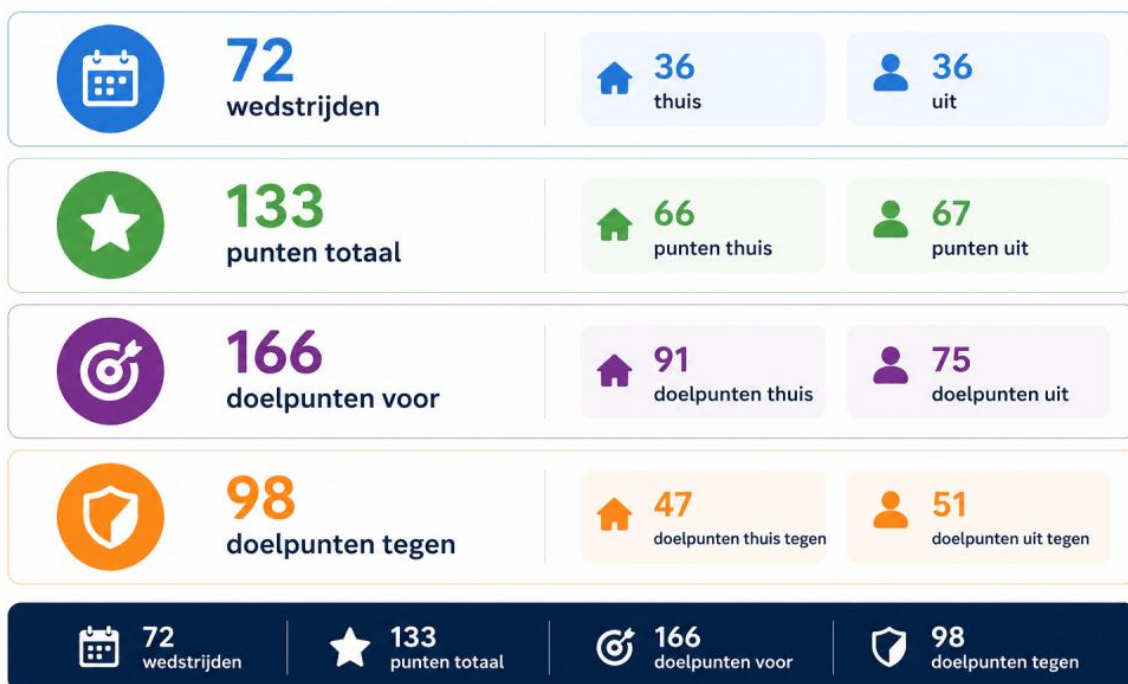 72
wedstrijden
36
thuis
36
uit
133
punten totaal
66
punten thuis
67
punten uit
166
doelpunten voor
91
doelpunten thuis
75
doelpunten uit
98
doelpunten tegen
47
doelpunten thuis tegen
51
doelpunten uit tegen
72
wedstrijden
133
punten totaal
166
doelpunten voor
98
doelpunten tegen